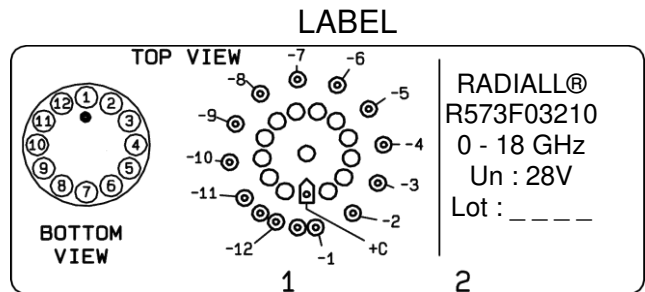 LABEL
TOP VIEW
-7
-6
-8
-5
-9
-4
-10
-3
-11
-2
-12
-1
+C
1
2
3
4
5
6
7
8
9
10
11
12
BOTTOM
VIEW
RADIALL®
R573F03210
0 - 18 GHz
Un : 28V
Lot : _ _ _ _
1
2